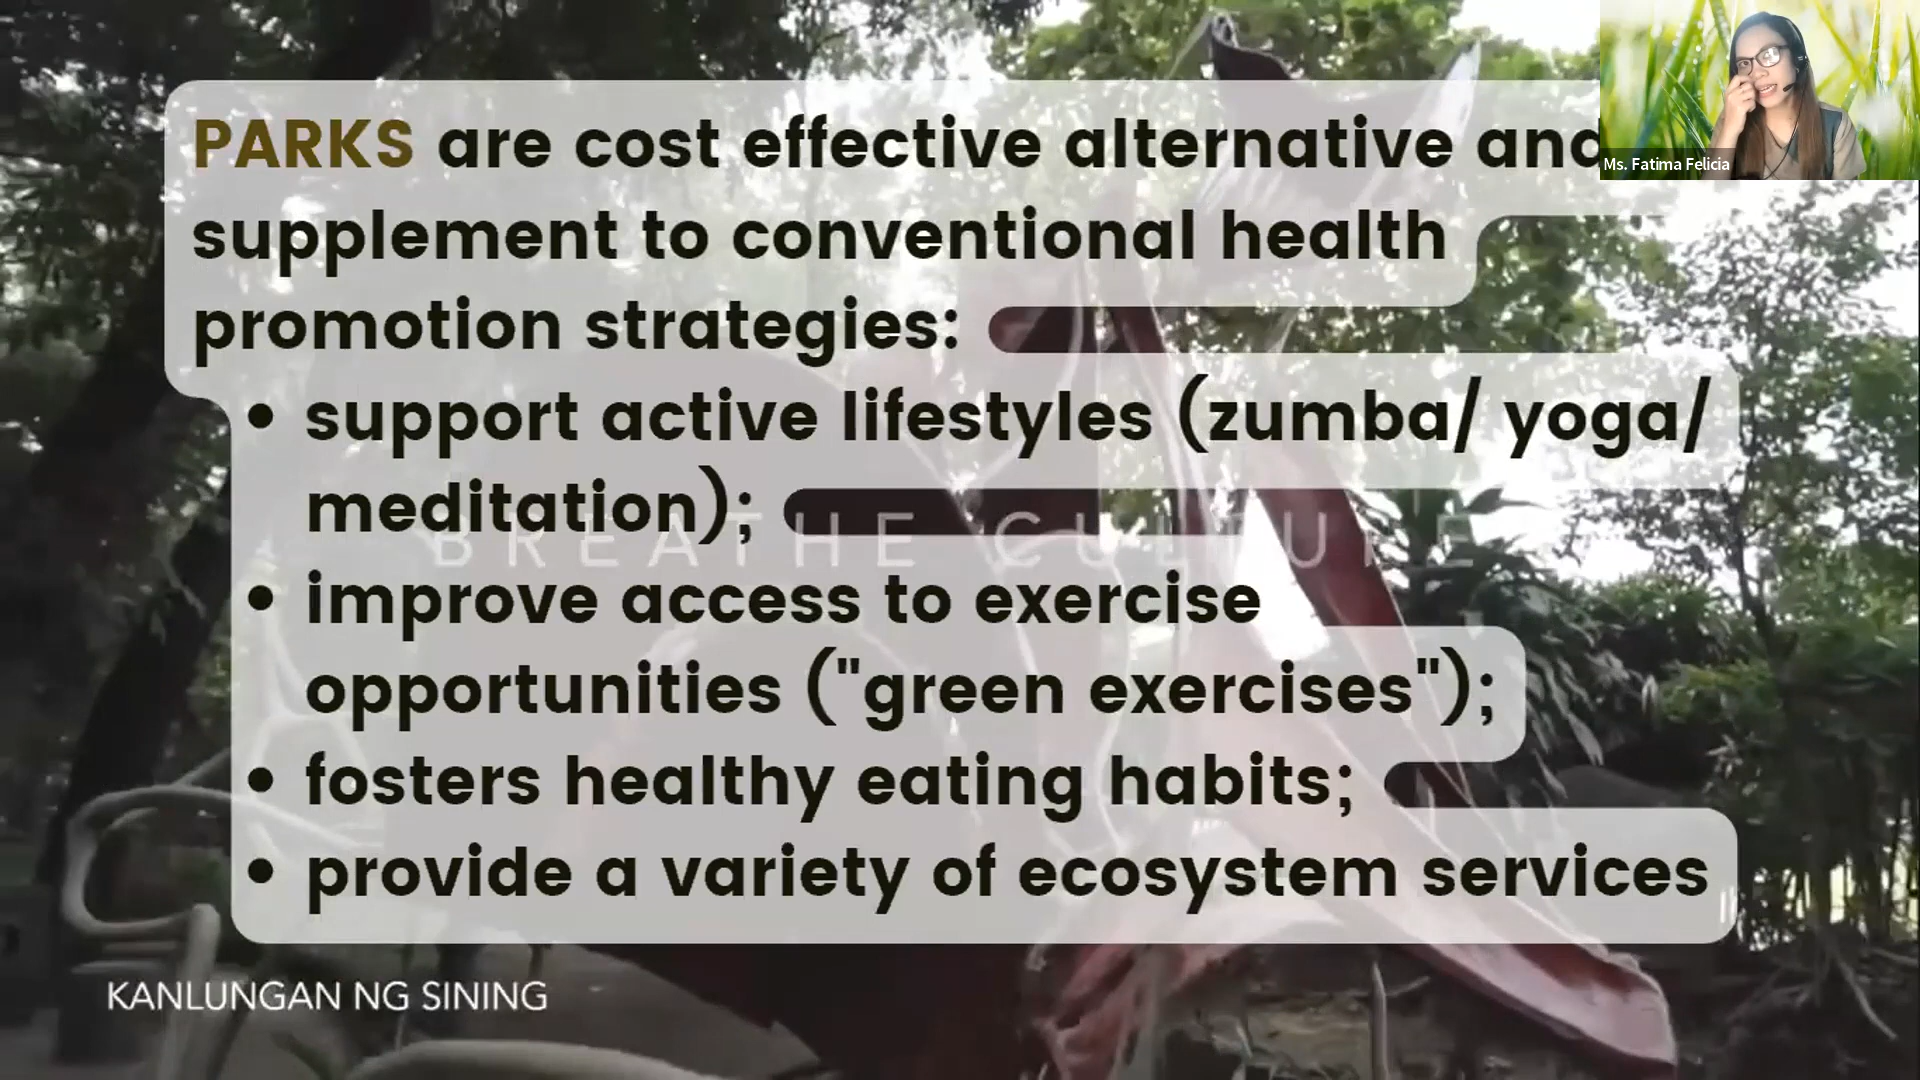 PARKS are cost effective alternative and
supplement to conventional health
promotion strategies:
• support active lifestyles (zumba/ yoga/
meditation);
• improve access to exercise
opportunities ("green exercises");
• fosters healthy eating habits;
• provide a variety of ecosystem services
BREATHE CULTURE
KANLUNGAN NG SINING
Ms. Fatima Felicia